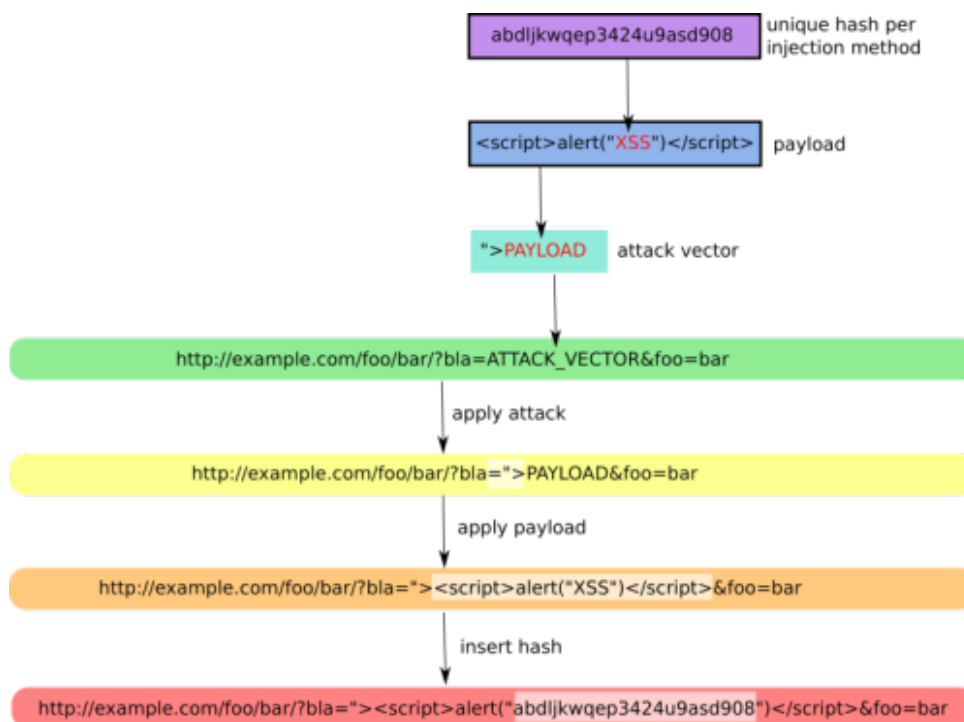 abdljkwqep3424u9asd908
unique hash per
injection method
<script>alert("XSS")</script>
payload
">PAYLOAD
attack vector
http://example.com/foo/bar/?bla=ATTACK_VECTOR&foo=bar
apply attack
http://example.com/foo/bar/?bla=">PAYLOAD&foo=bar
apply payload
http://example.com/foo/bar/?bla="><script>alert("XSS")</script>&foo=bar
insert hash
http://example.com/foo/bar/?bla="><script>alert("abdljkwqep3424u9asd908")</script>&foo=bar